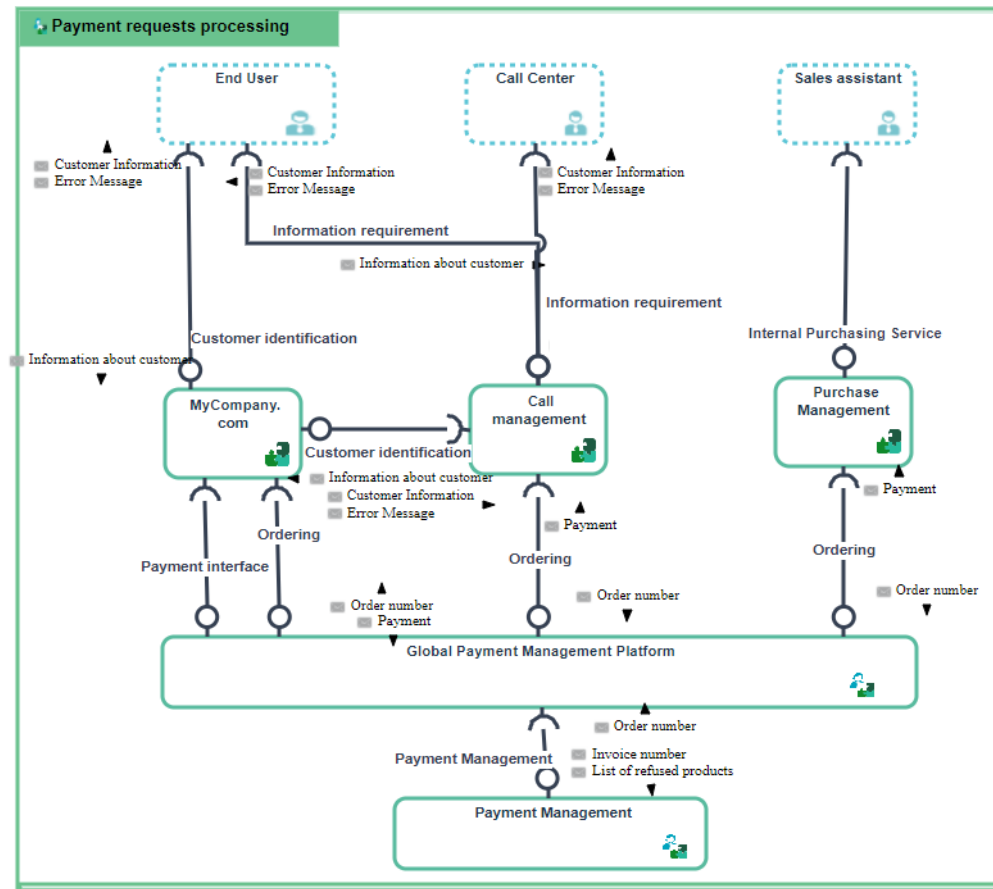 Payment requests processing
End User
Call Center
Sales assistant
Customer Information
Error Message
Customer Information
Error Message
Customer Information
Error Message
Information requirement
Information about customer
Information requirement
Customer identification
Internal Purchasing Service
Information about customer
MyCompany.
com
Call
management
Purchase
Management
Customer identification
Information about customer
Customer Information
Error Message
Payment
Payment
Ordering
Ordering
Ordering
Payment interface
Order number
Payment
Order number
Order number
Global Payment Management Platform
Order number
Payment Management
Invoice number
List of refused products
Payment Management